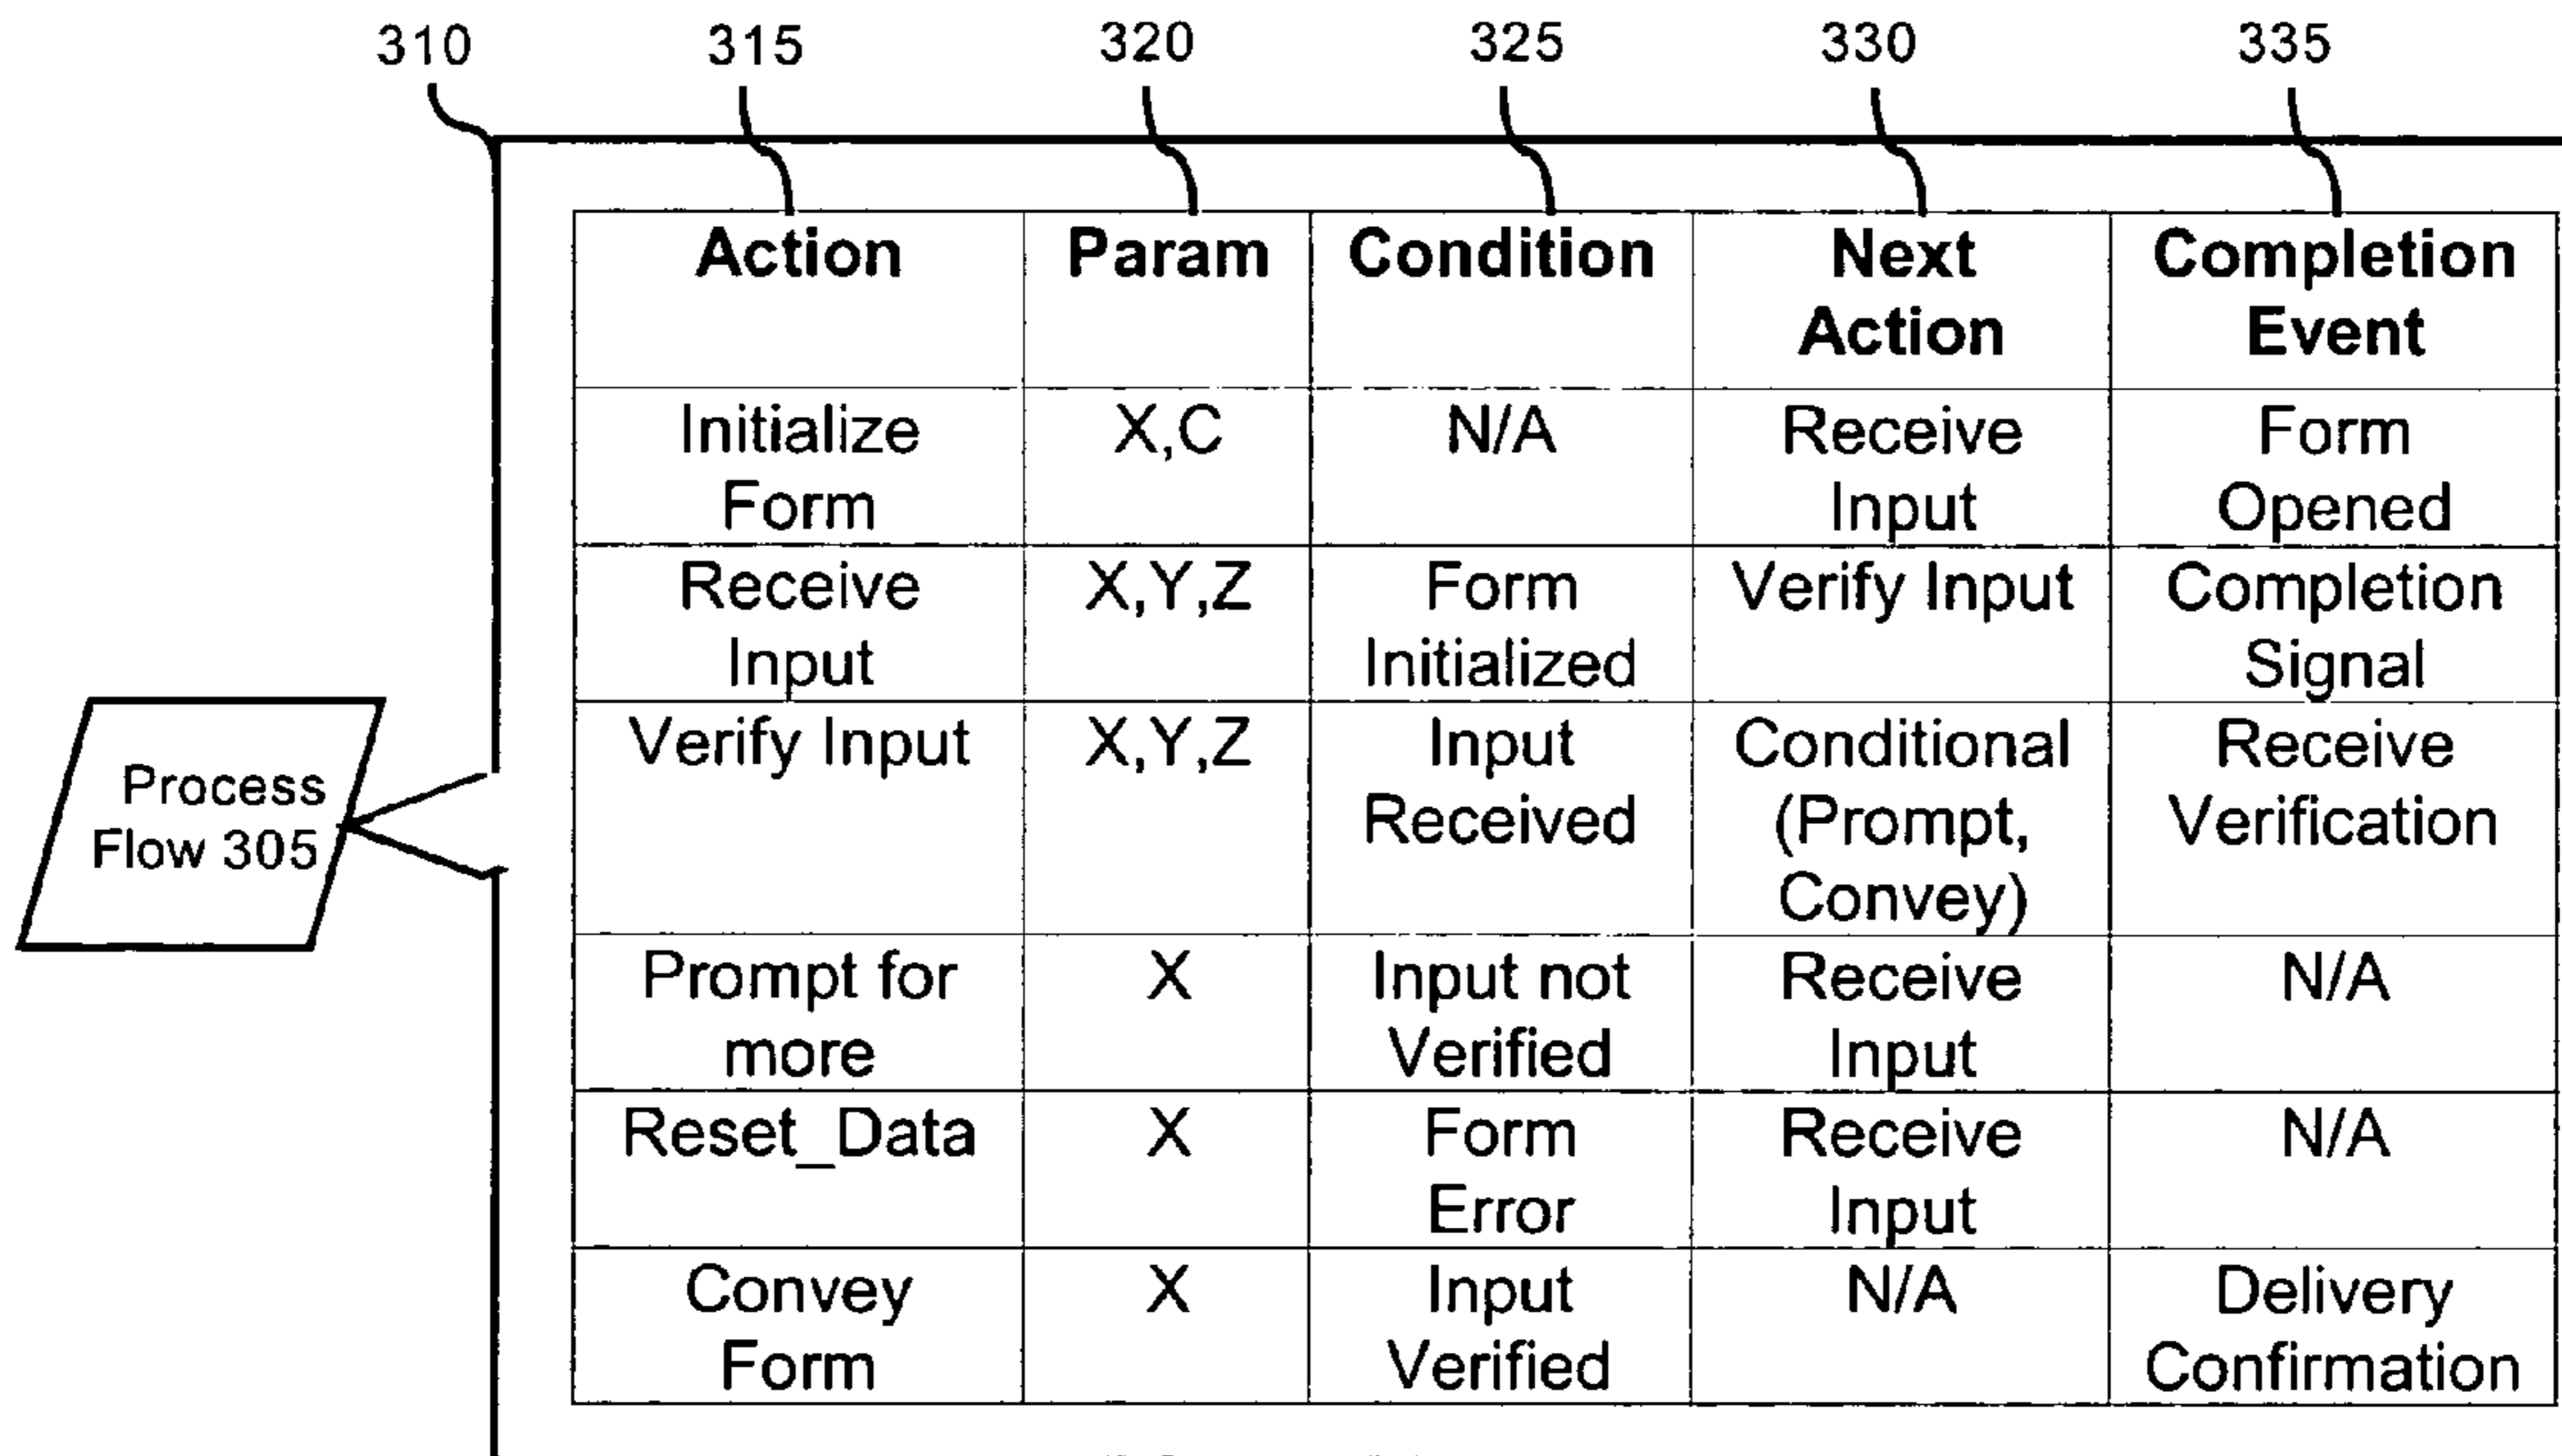 310 315 320 325 330 335
Action Param Condition Next Completion
Action Event
Initialize X,C N/A Receive Form
Form Input Opened
Receive X,Y,Z Form Verify Input Completion
Input Initialized Signal
Verify Input X,Y,Z Input Conditional Receive
Received (Prompt, Verification
Convey)
Process
Flow 305
Prompt for X Input not Receive N/A
more Verified Input
Reset_Data X Form Receive N/A
Error Input
Convey X Input N/A Delivery
Form Verified Confirmation